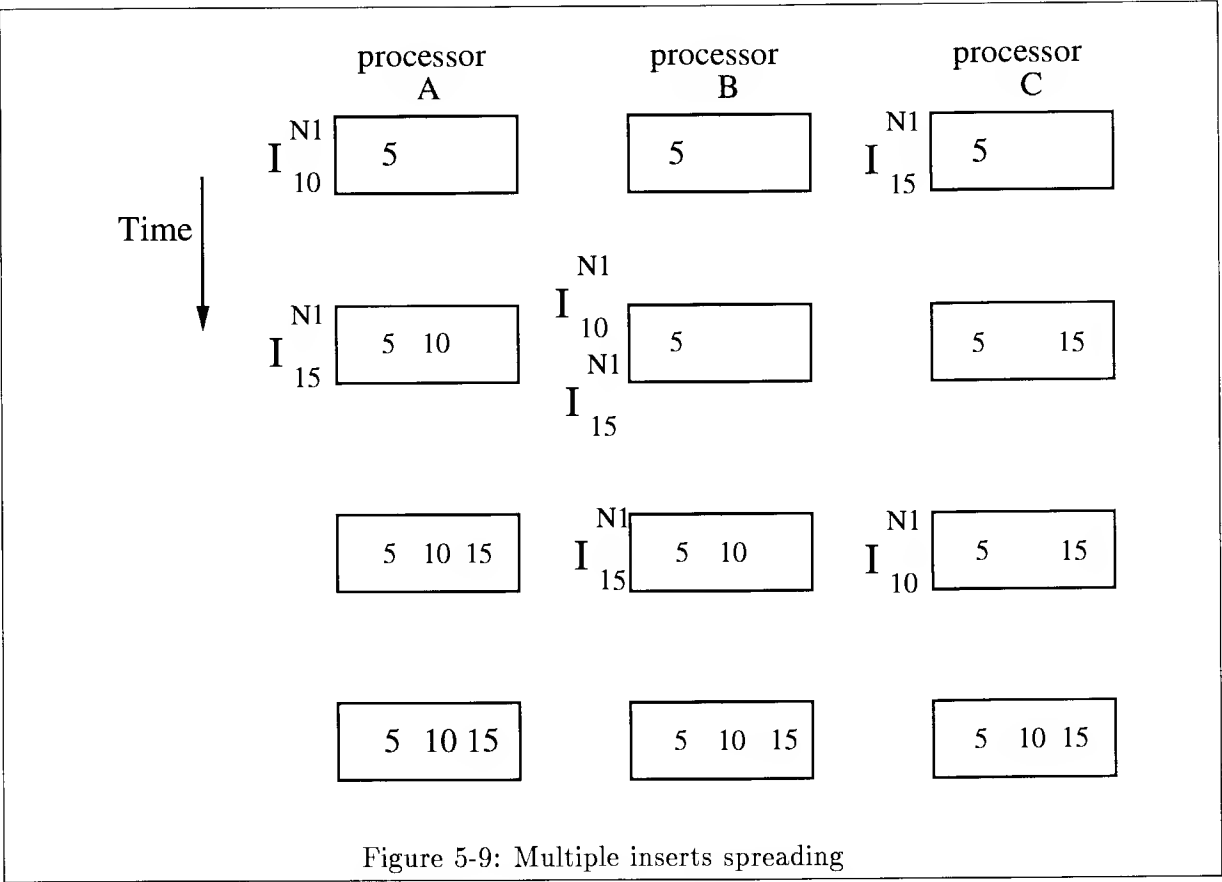 processor processor processor
A B C
N1 N1
I 5 5 I 5
10 15
Time
N1
N1 I
I 5 10 10 5 5 15
15 N1
I
15
N1 N1
5 10 15 I 5 10 I 5 15
15 10
5 10 15 5 10 15 5 10 15
Figure 5-9: Multiple inserts spreading